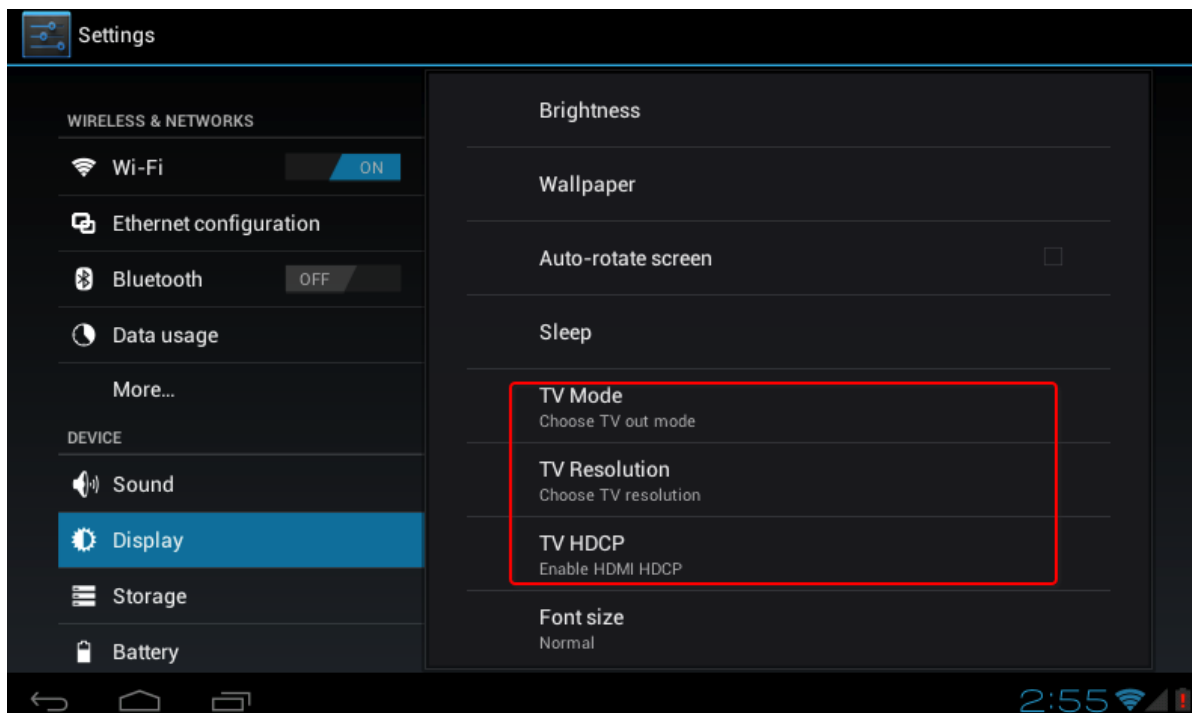 Settings
WIRELESS & NETWORKS
Wi-Fi
ON
Ethernet configuration
Bluetooth
OFF
Data usage
More...
DEVICE
Sound
Display
Storage
Battery
Brightness
Wallpaper
Auto-rotate screen
Sleep
TV Mode
Choose TV out mode
TV Resolution
Choose TV resolution
TV HDCP
Enable HDMI HDCP
Font size
Normal
2:55